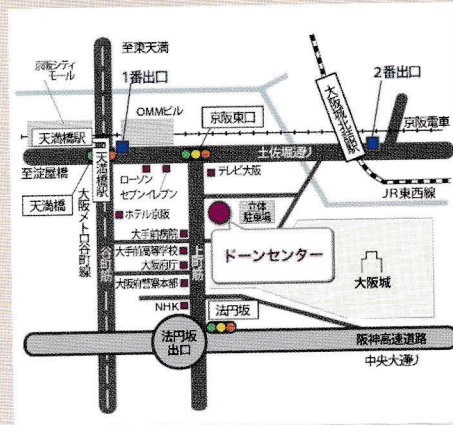 至東天満
京阪シティ
モール
1番出口
OMMビル
京阪東口
大阪城北詰駅
2番出口
京阪電車
天満橋駅
天満橋駅
土佐堀通り
至淀屋橋
天満橋
大阪メトロ谷町線
谷町筋
ローソン
セブンイレブン
ホテル京阪
テレビ大阪
立体
駐車場
JR東西線
大手前病院
大手前高等学校
大阪府庁
大阪府警察本部
上町筋
ドーンセンター
大阪城
NHK
法円坂
法円坂
出口
阪神高速道路
中央大通り